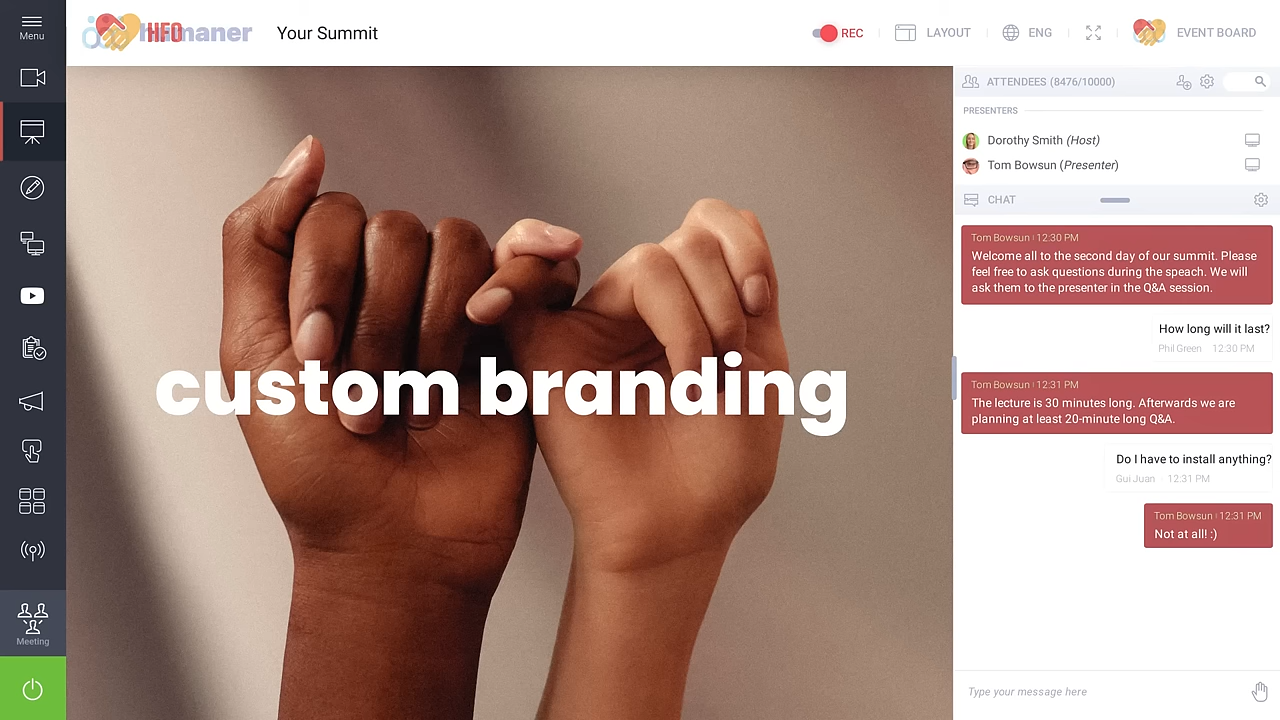 Menu
HFO
Your Summit
REC
LAYOUT
ENG
EVENT BOARD
ATTENDEES (8476/10000)
PRESENTERS
Dorothy Smith (Host)
Tom Bowsun (Presenter)
CHAT
Tom Bowsun 12:30 PM
Welcome all to the second day of our summit. Please
feel free to ask questions during the speach. We will
ask them to the presenter in the Q&A session.
How long will it last?
Phil Green 12:30 PM
Tom Bowsun 12:31 PM
The lecture is 30 minutes long. Afterwards we are
planning at least 20-minute long Q&A.
Do I have to install anything?
Gui Juan 12:31 PM
Tom Bowsun 12:31 PM
Not at all! :)
custom branding
Meeting
Type your message here